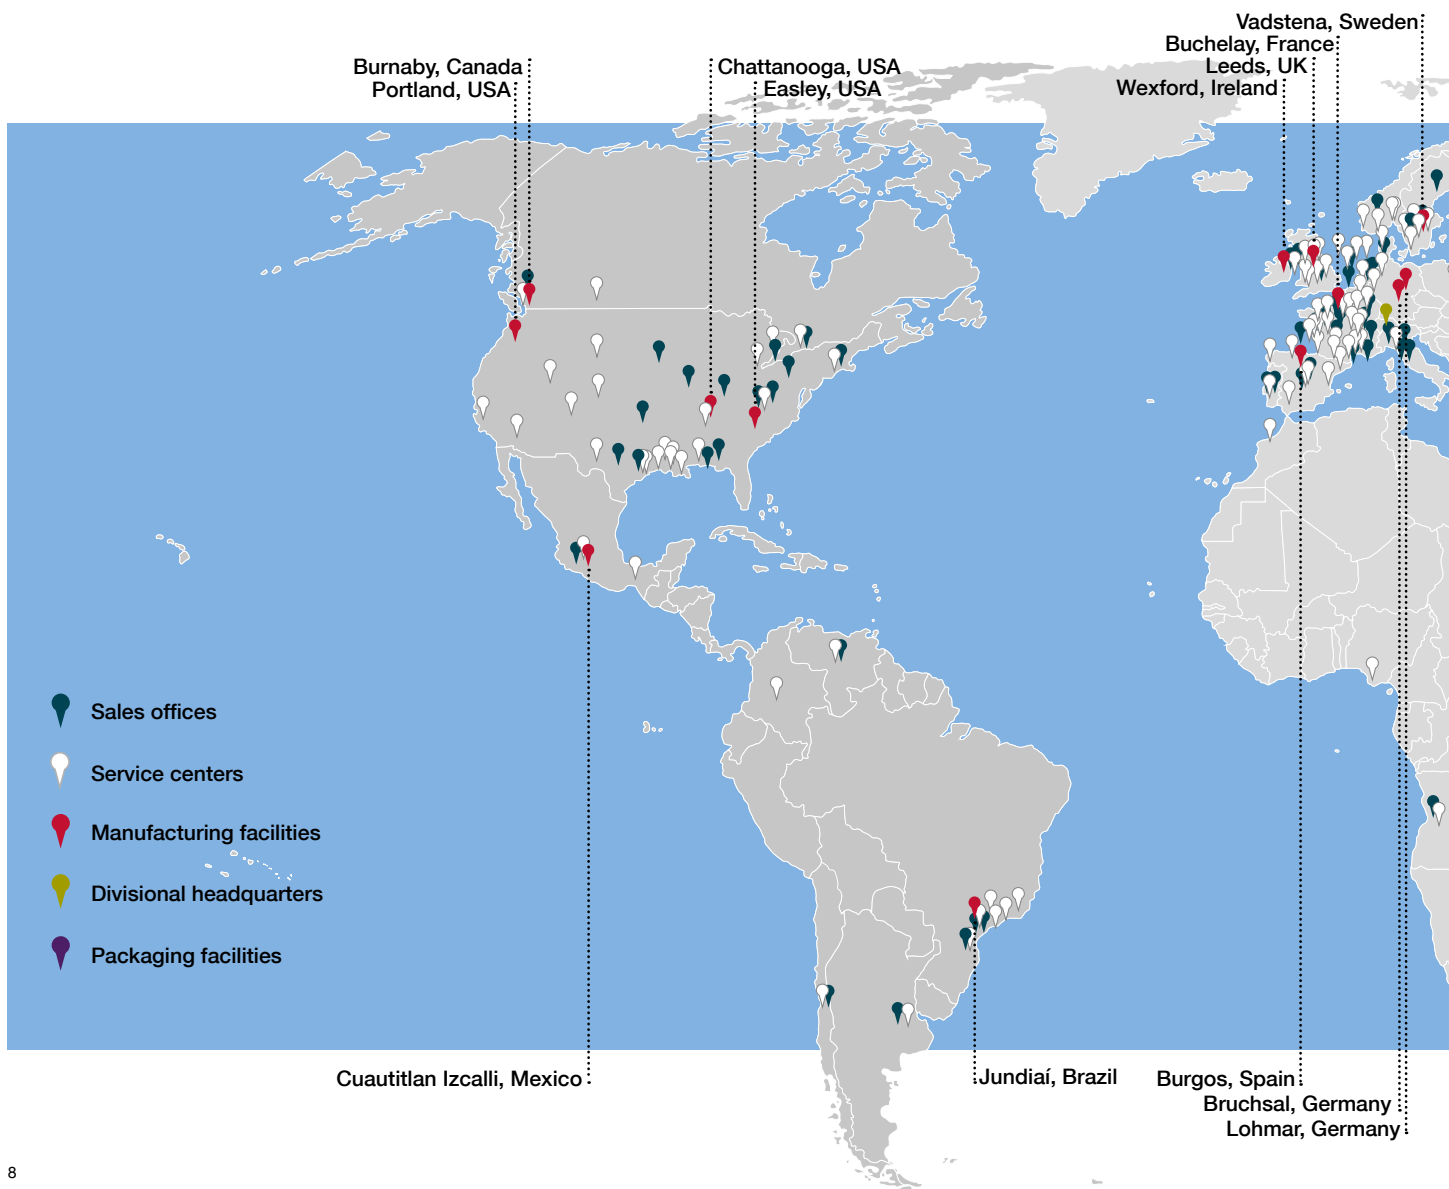 Vadstena, Sweden
Buchelay, France
Leeds, UK
Wexford, Ireland
Burnaby, Canada
Portland, USA
Chattanooga, USA
Easley, USA
Sales offices
Service centers
Manufacturing facilities
Divisional headquarters
Packaging facilities
Cuautitlan Izcalli, Mexico
Jundiaí, Brazil
Burgos, Spain
Bruchsal, Germany
Lohmar, Germany
8